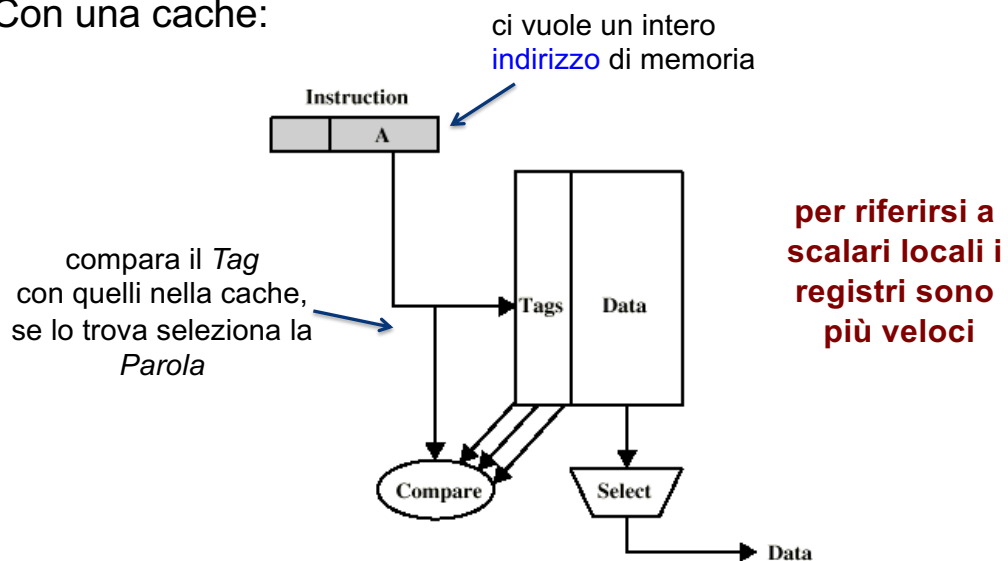 Con una cache:
ci vuole un intero
indirizzo di memoria
Instruction
A
per riferirsi a
scalari locali i
registri sono
più veloci
compara il Tag
con quelli nella cache,
se lo trova seleziona la
Parola
Tags
Data
Compare
Select
Data